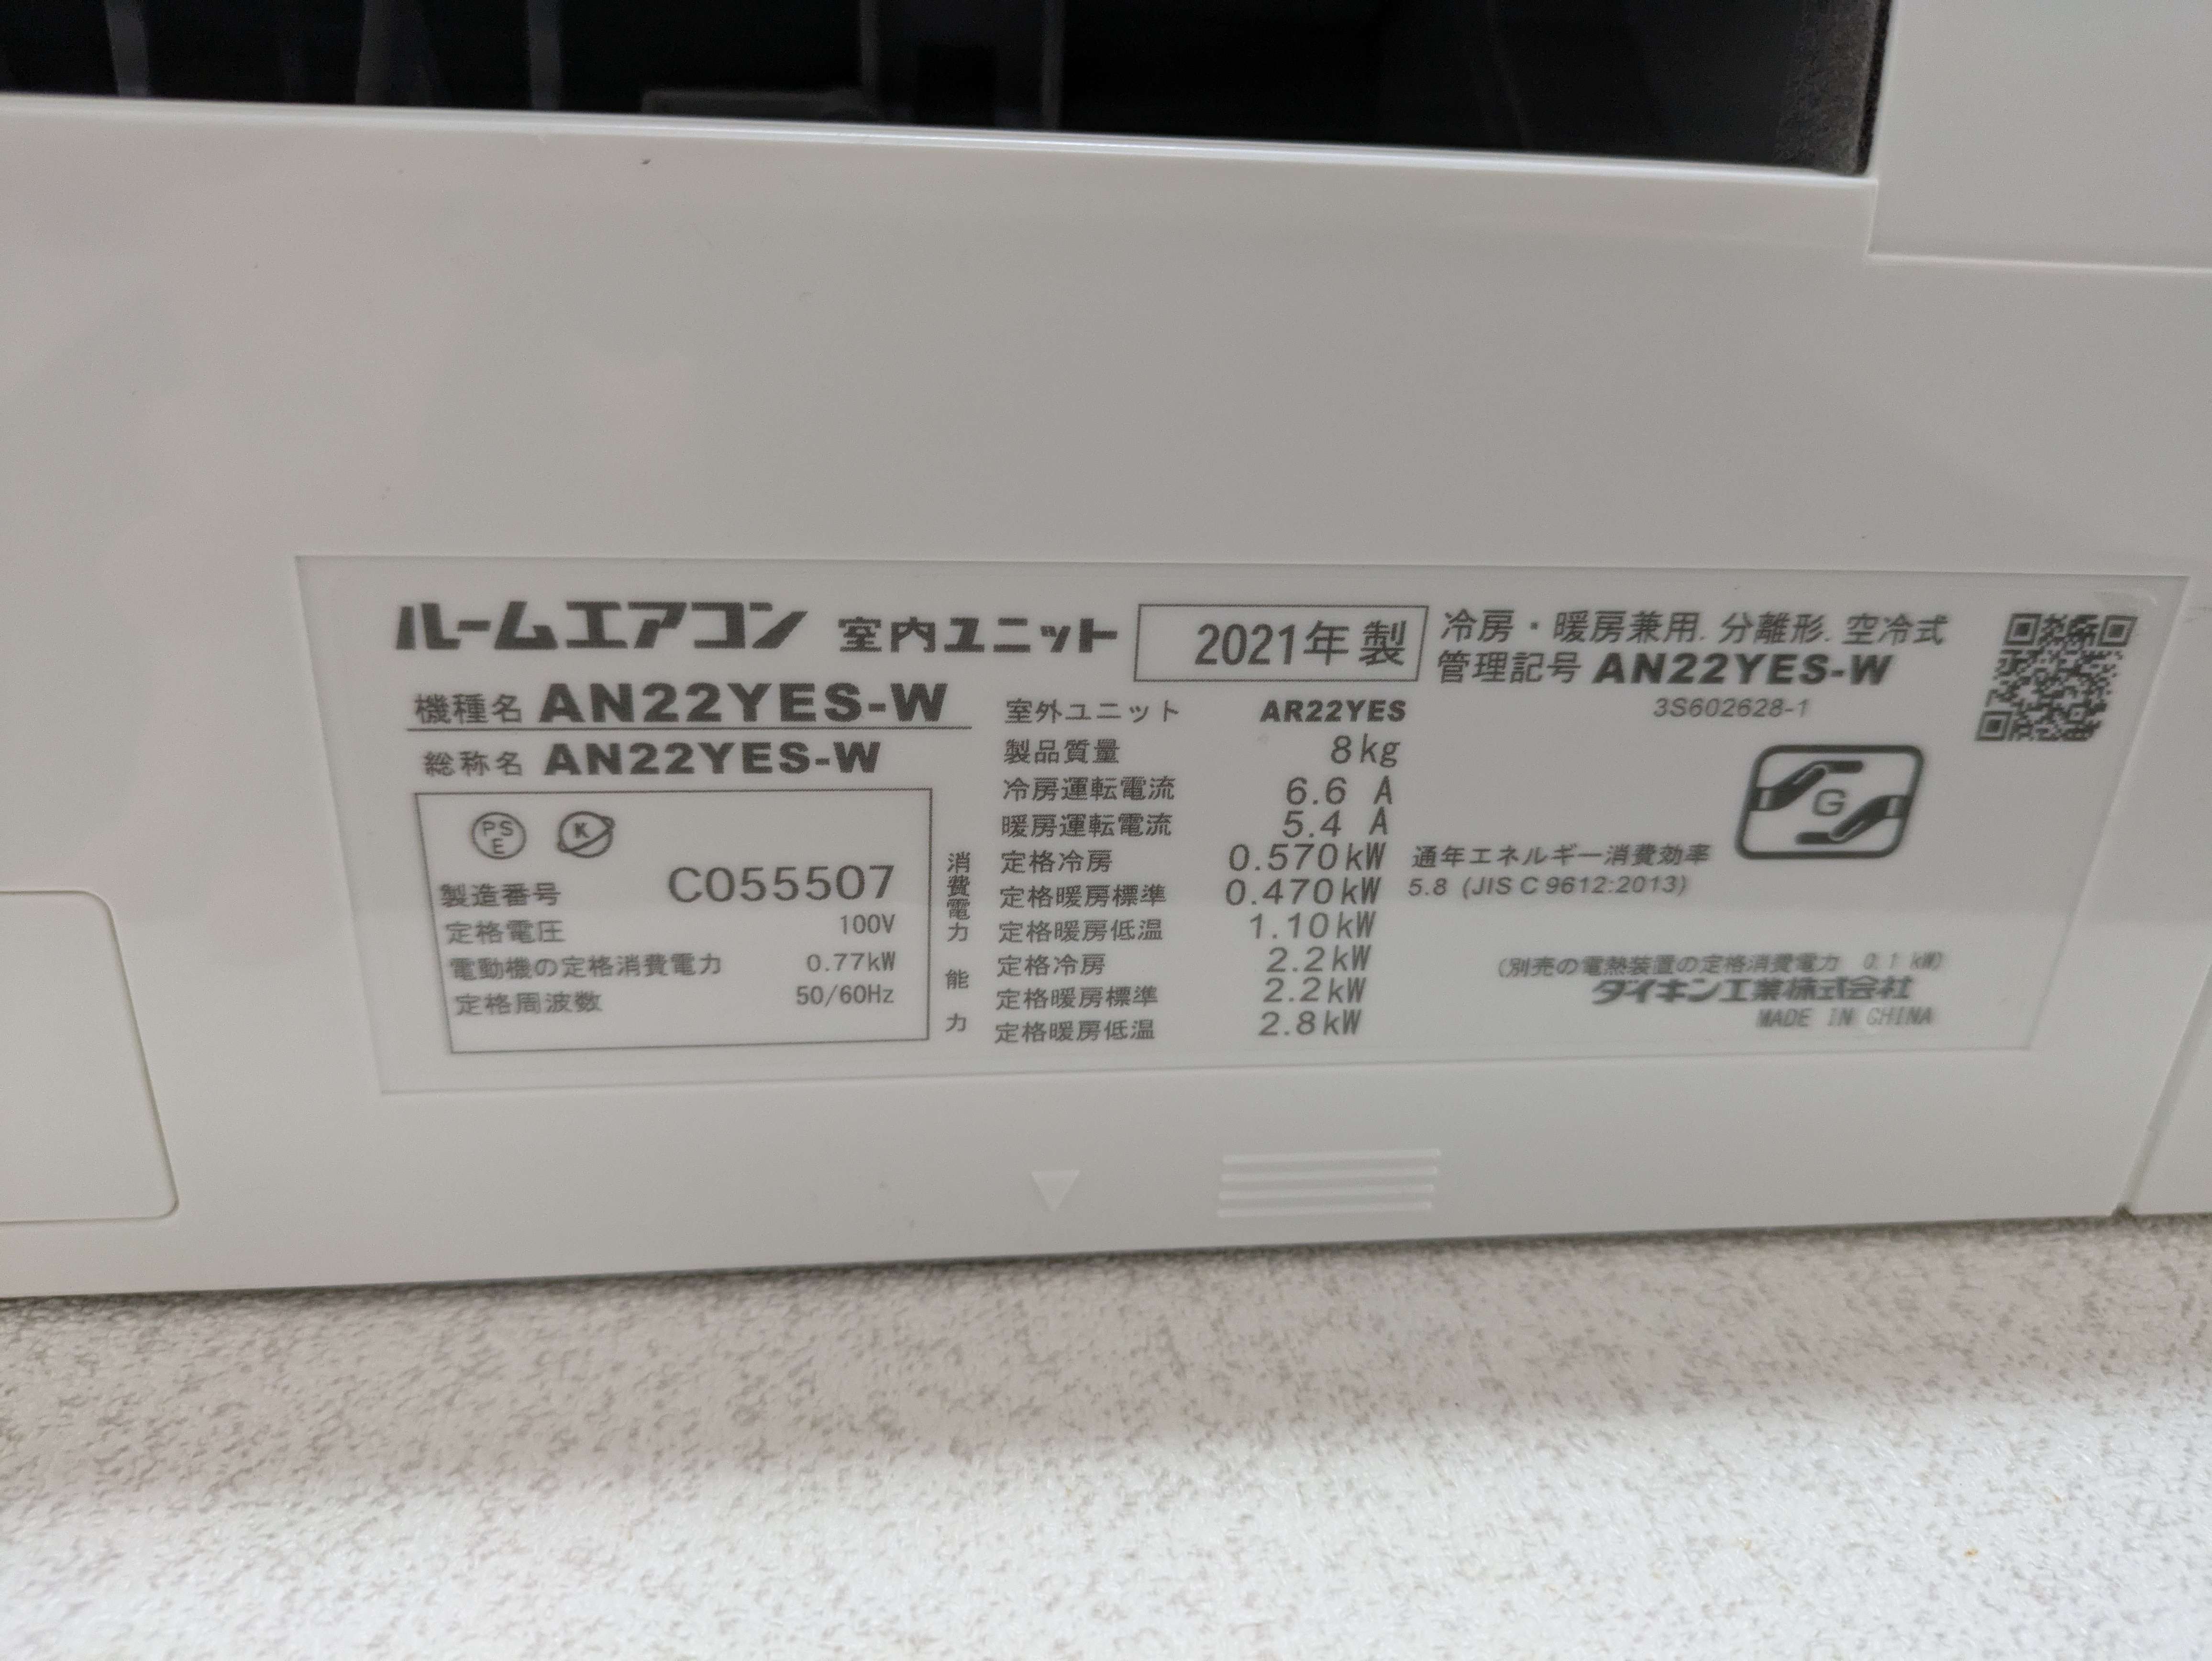 ルームエアコン 室内ユニット 2021年製
冷房・暖房兼用. 分離形. 空冷式
管理記号 AN22YES-W
3S602628-1
機種名 AN22YES-W
総称名 AN22YES-W
PS
E
K
製造番号 C055507
定格電圧 100V
電動機の定格消費電力 0.77kW
定格周波数 50/60Hz
室外ユニット AR22YES
製品質量 8kg
冷房運転電流 6.6 A
暖房運転電流 5.4 A
消費電力
定格冷房 0.570kW
定格暖房標準 0.470kW
定格暖房低温 1.10kW
能力
定格冷房 2.2kW
定格暖房標準 2.2kW
定格暖房低温 2.8kW
G
通年エネルギー消費効率
5.8 (JIS C 9612:2013)
(別売の電熱装置の定格消費電力 0.1 kW)
ダイキン工業株式会社
MADE IN CHINA